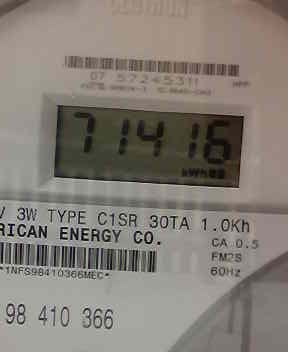 07 57245311
71416
kWh
V 3W TYPE C1SR 30TA 1.0Kh
RICAN ENERGY CO.
CA 0.5
FM2S
*1NFS98410366MEC*
60Hz
98 410 366